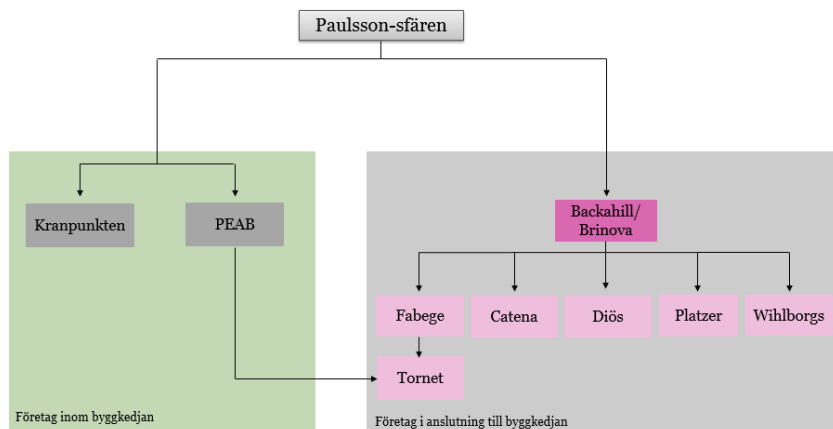 Paulsson-sfären
Kranpunkten
PEAB
Backahill/
Brinova
Fabege
Catena
Diös
Platzer
Wihlborgs
Tornet
Företag inom byggkedjan
Företag i anslutning till byggkedjan